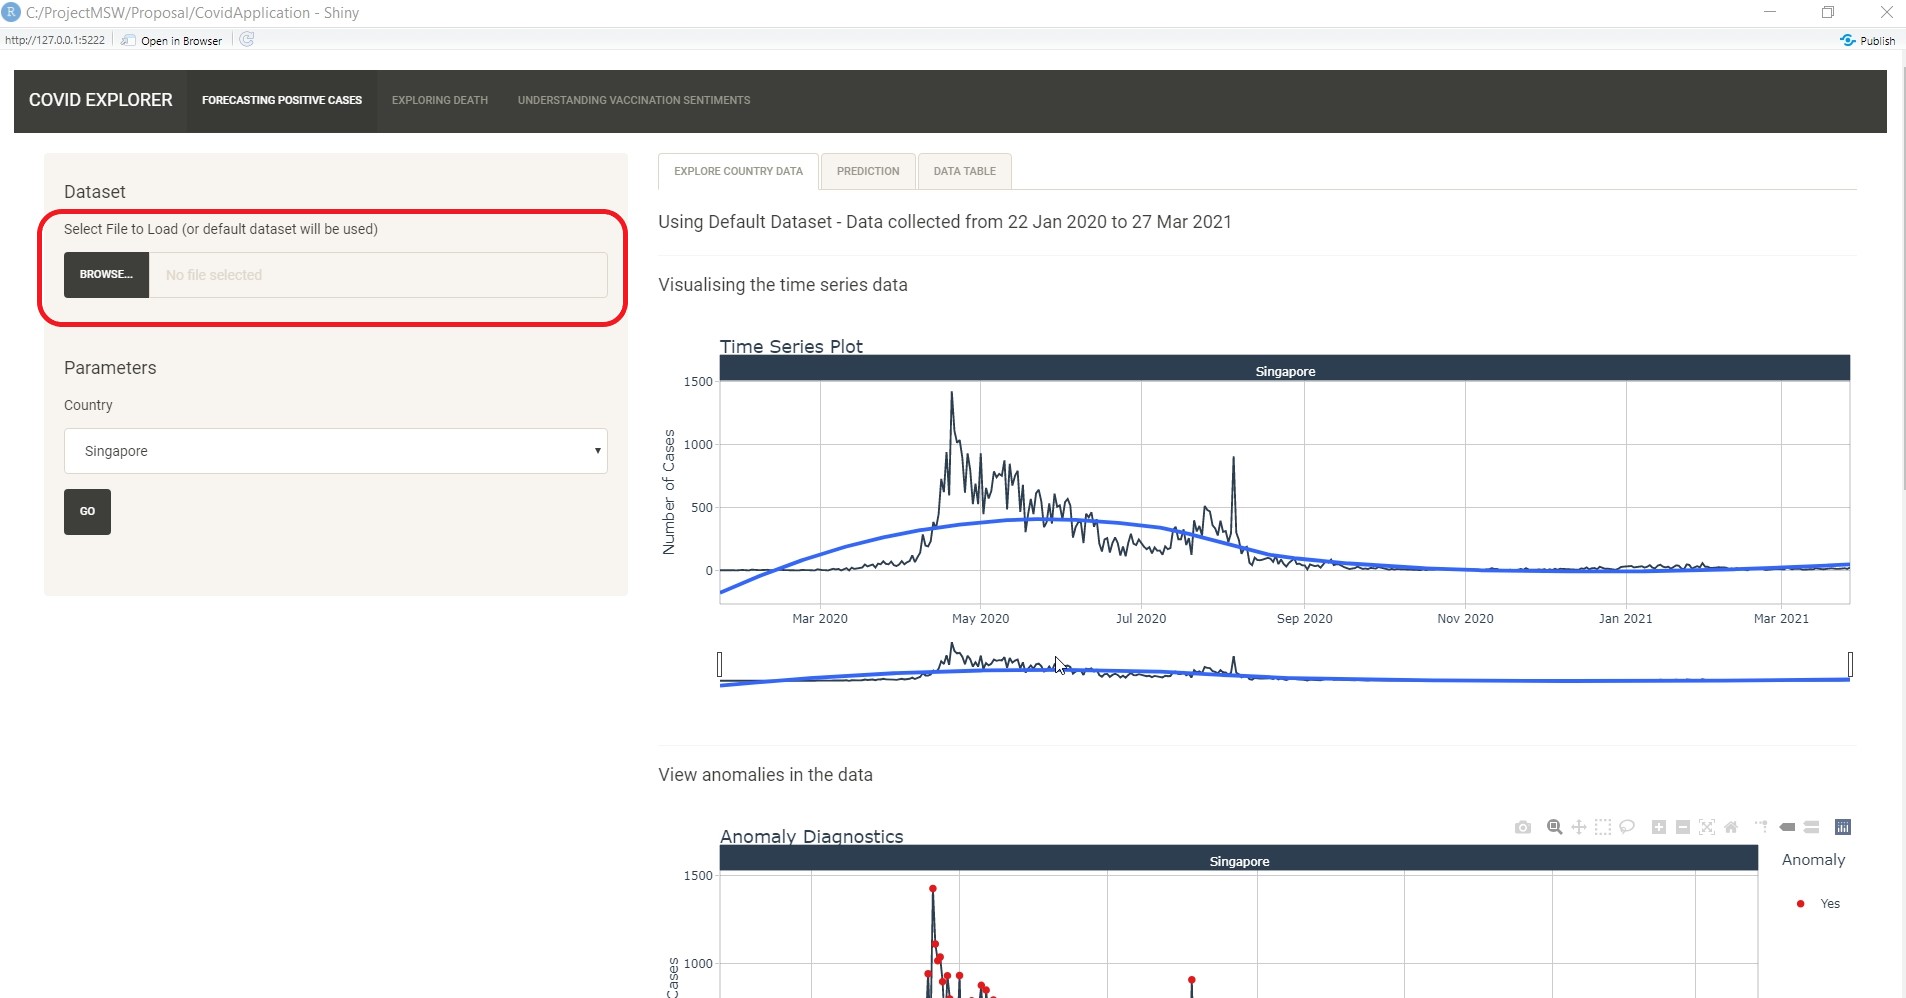 R C:/ProjectMSW/Proposal/CovidApplication - Shiny
http://127.0.0.1:5222 Open in Browser Publish
COVID EXPLORER FORECASTING POSITIVE CASES EXPLORING DEATH UNDERSTANDING VACCINATION SENTIMENTS
Dataset
Select File to Load (or default dataset will be used)
BROWSE... No file selected
Parameters
Country
Singapore
GO
EXPLORE COUNTRY DATA PREDICTION DATA TABLE
Using Default Dataset - Data collected from 22 Jan 2020 to 27 Mar 2021
Visualising the time series data
Time Series Plot
Singapore
1500
1000
500
0
Number of Cases
Mar 2020 May 2020 Jul 2020 Sep 2020 Nov 2020 Jan 2021 Mar 2021
View anomalies in the data
Anomaly Diagnostics
Singapore
1500
1000
Cases
Anomaly
Yes